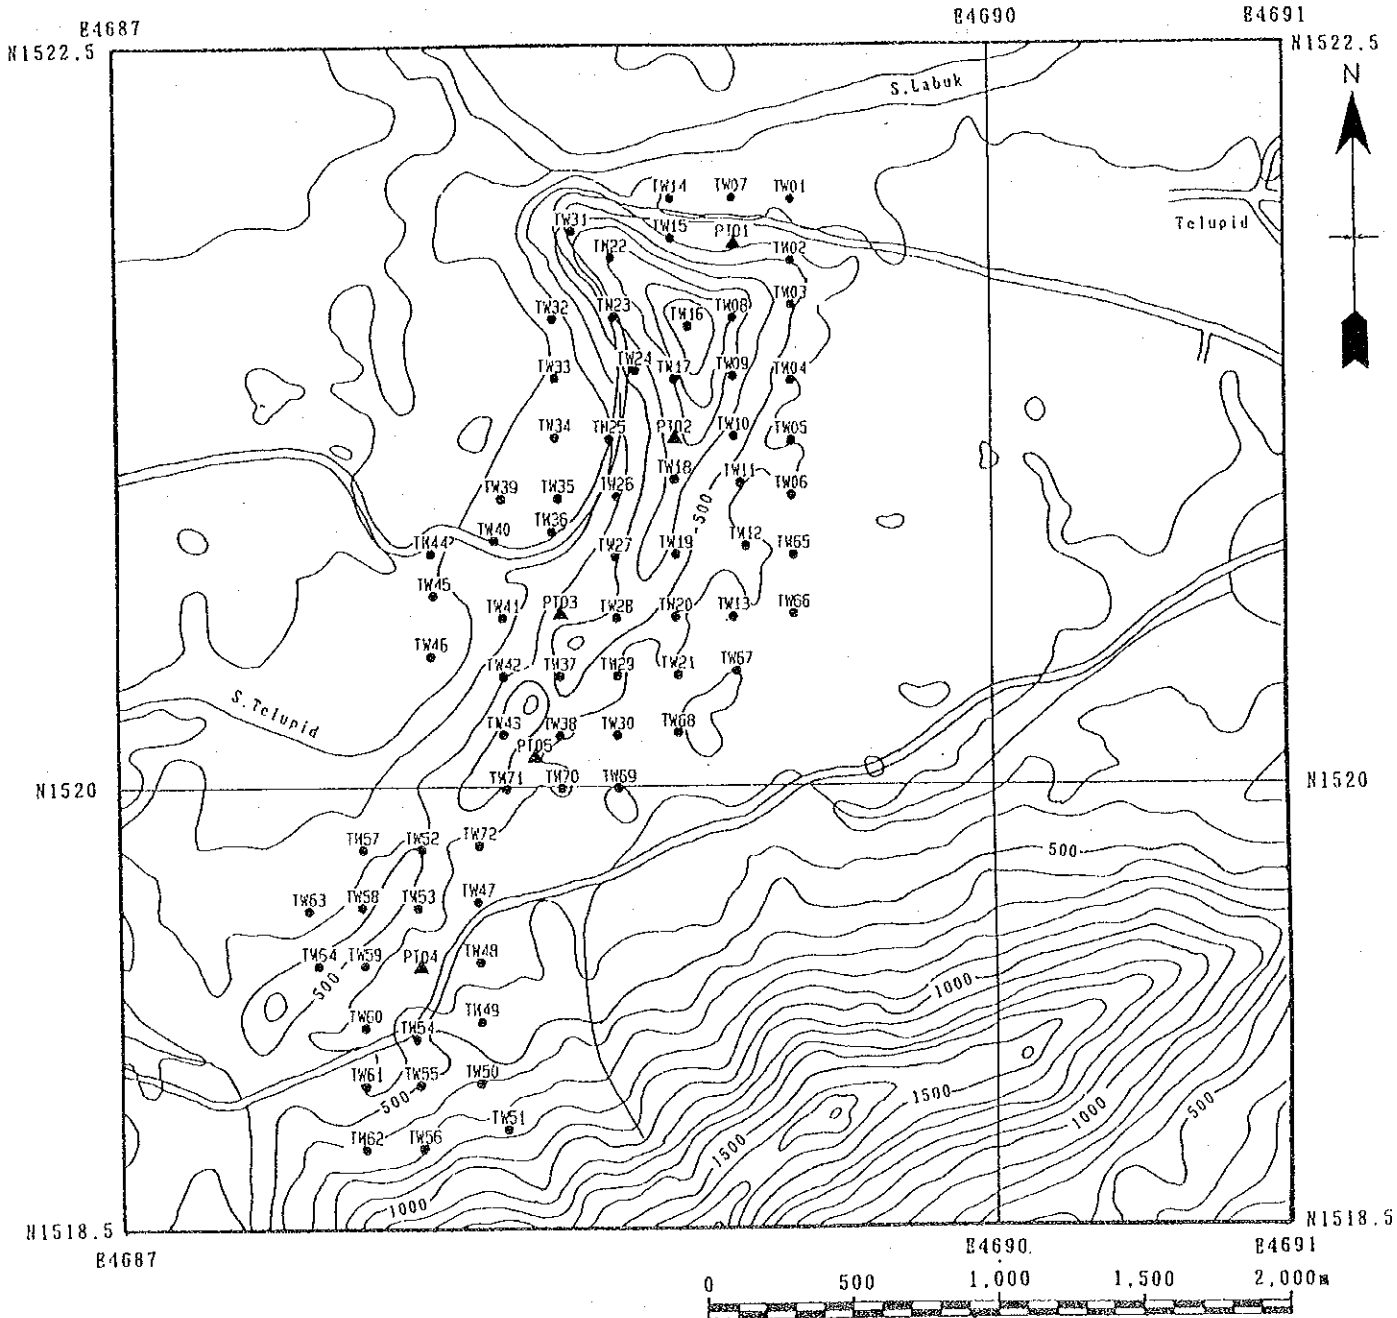 E4687 E4690 E4691
N1522.5 N1522.5
N
S.Labuk
TW14 TW07 TW01
Telupid
TW31 TW15 PT01
TW22 TW02
TW03
TW32 TW23 TW16 TW08
TW33 TW24 TW17 TW09 TW04
TW34 TW25 PT02 TW10 TW05
TW18 TW11 TW06
TW39 TW35 TW26
500
TW40 TW36
TW44 TW27 TW19 TW12 TW65
TW45
TW41 PT03 TW28 TW20 TW13 TW66
TW46
TW42 TW37 TW29 TW21 TW67
S.Telupid
TW43 TW38 TW30 TW68
PT05
TW71 TW70 TW69
N1520 N1520
TW57 TW52 TW72
500
TW63 TW58 TW53 TW47
TW64 TW59 PT04 TW48
500 1000
TW60 TW54 TW49
TW61 TW55 TW50
500 1500 1000 500
TW51
TW62 TW56 1500
1000
N1518.5 N1518.5
E4687 E4690. E4691
0 500 1,000 1,500 2,000m